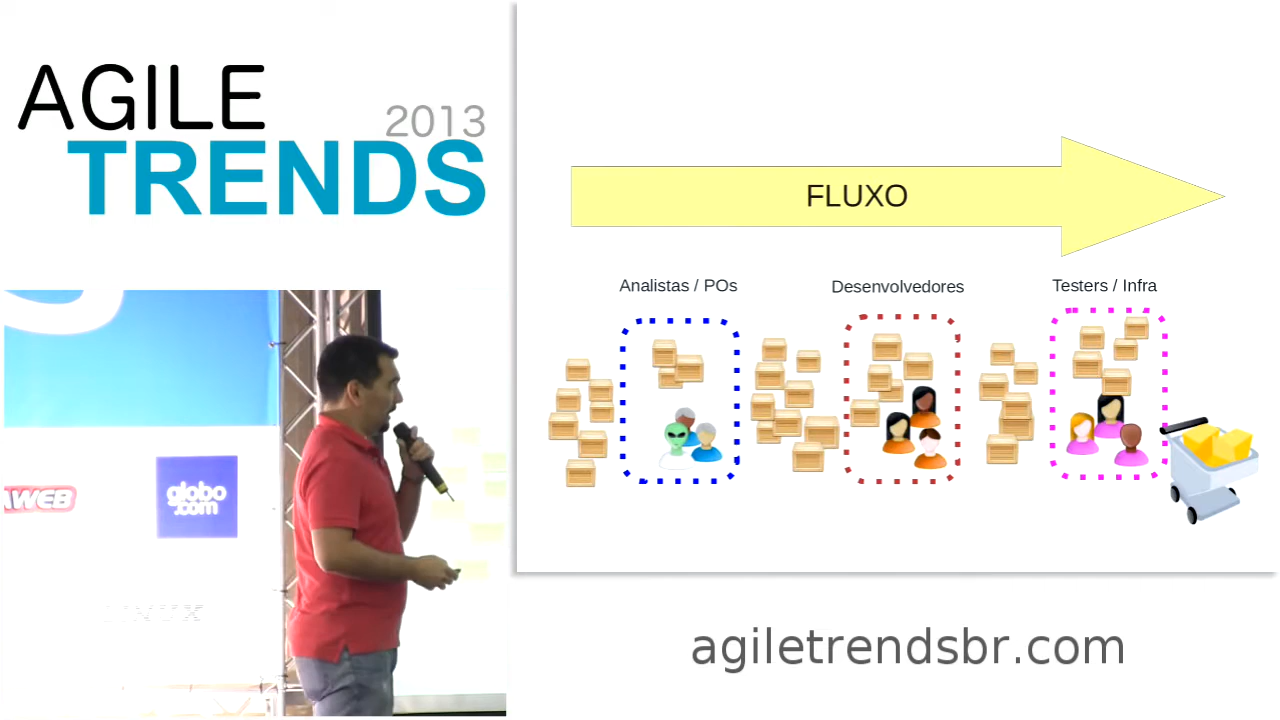 AGILE
2013
TRENDS
FLUXO
Analistas / POs
Desenvolvedores
Testers / Infra
WEB
globo
.com
agiletrendsbr.com